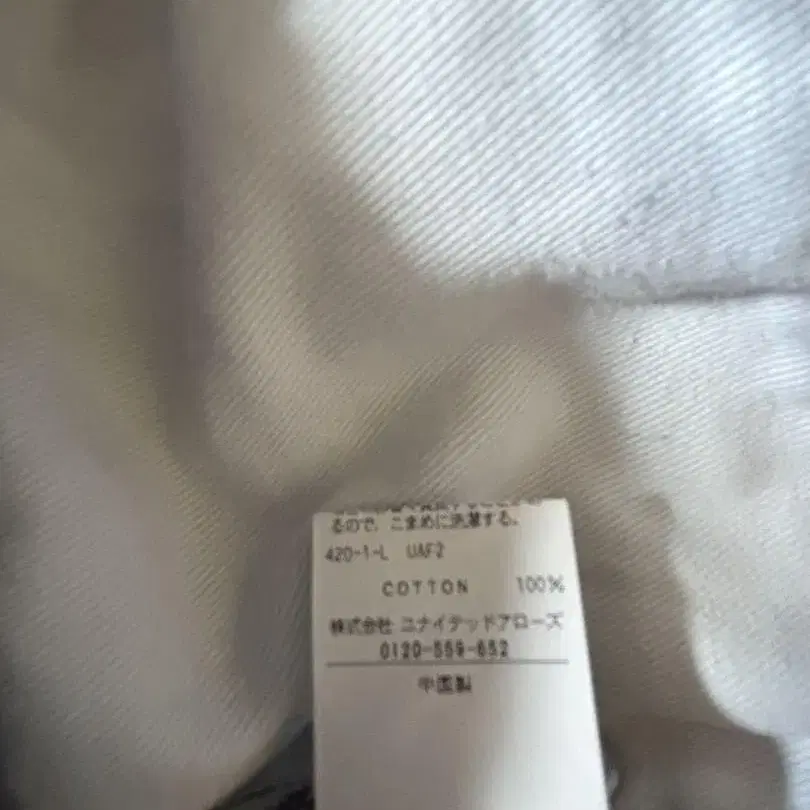 るので、こまめに洗濯する。
420-1-L UAF2
COTTON 100%
株式会社 ユナイテッドアローズ
0120-559-652
中国製